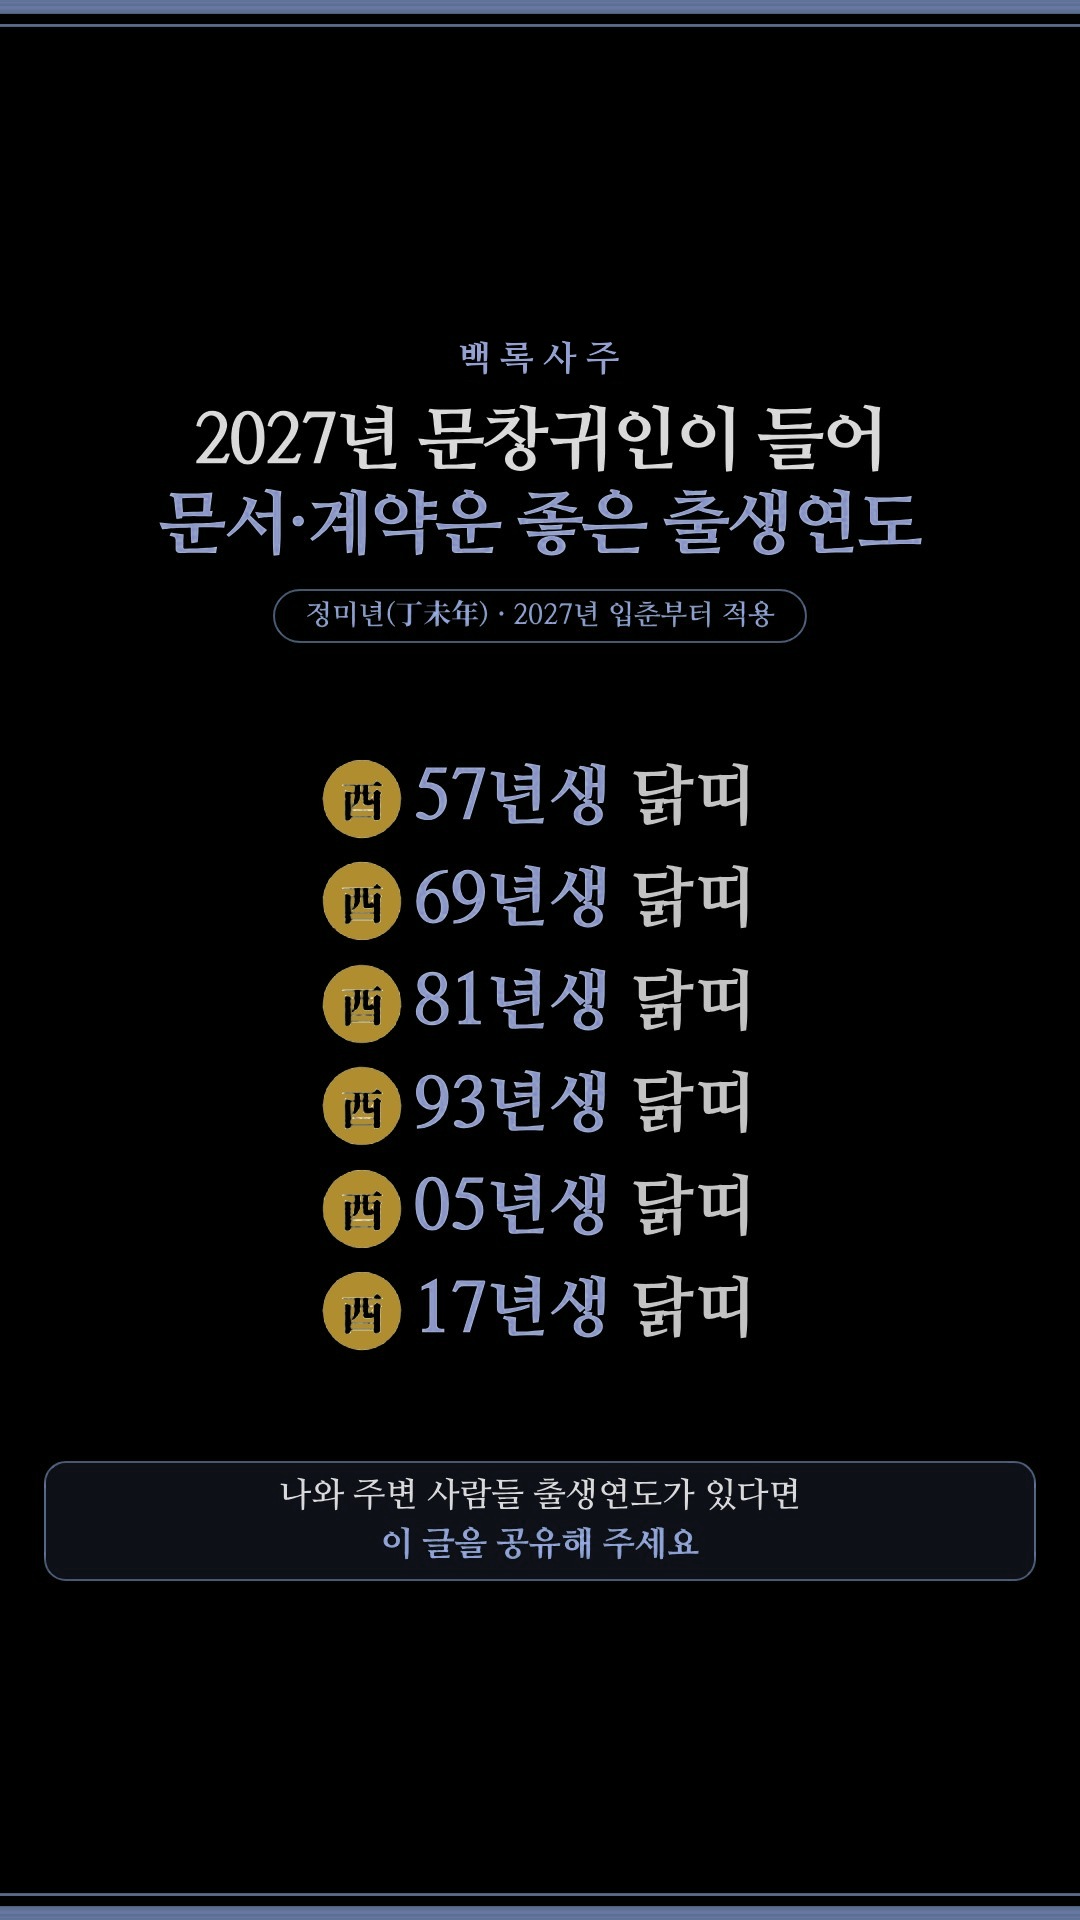 백록사주
2027년 문창귀인이 들어
문서·계약운 좋은 출생연도
정미년(丁未年) · 2027년 입춘부터 적용
酉 57년생 닭띠
酉 69년생 닭띠
酉 81년생 닭띠
酉 93년생 닭띠
酉 05년생 닭띠
酉 17년생 닭띠
나와 주변 사람들 출생연도가 있다면
이 글을 공유해 주세요